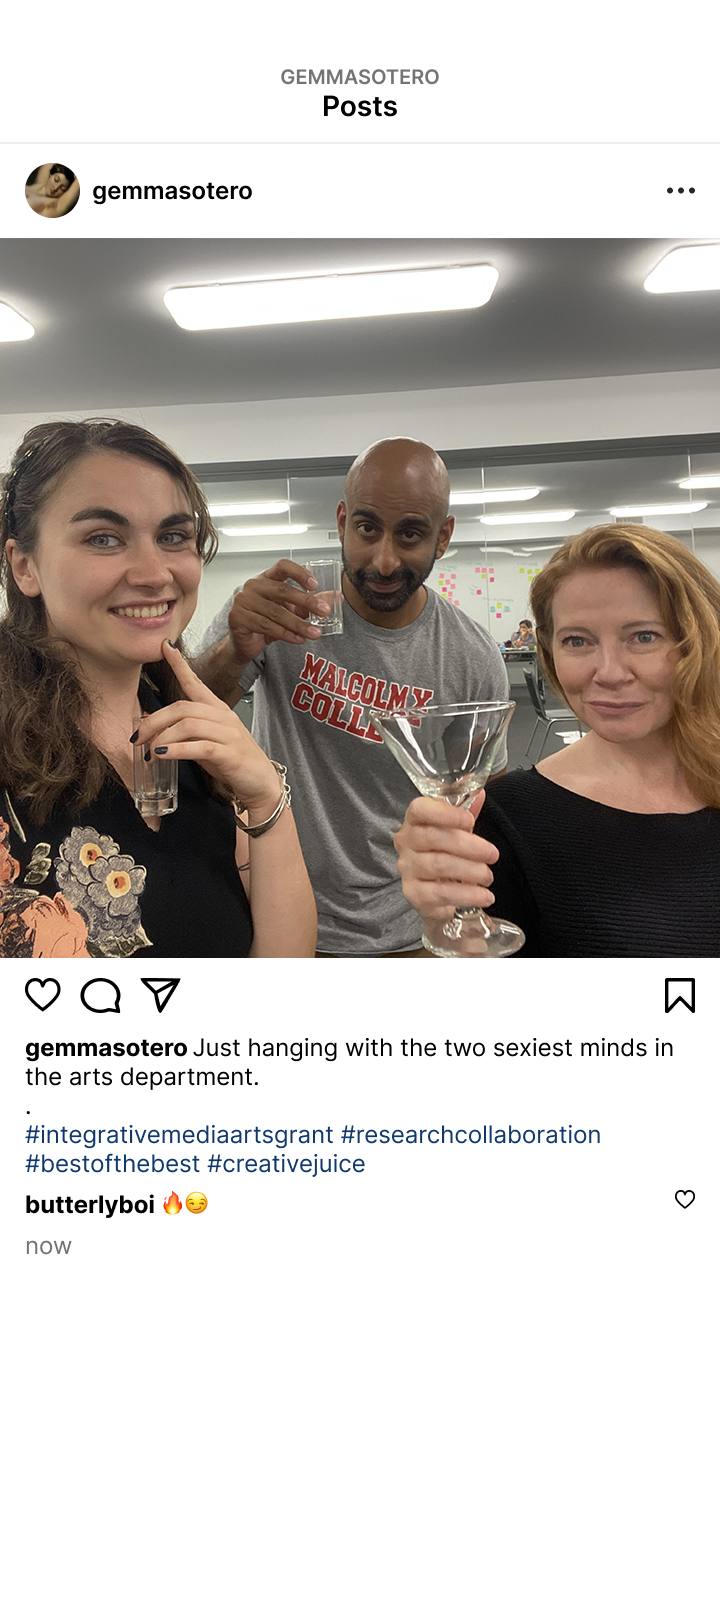 GEMMASOTERO
Posts
gemmasotero
MALCOLM X
COLLE
gemmasotero Just hanging with the two sexiest minds in
the arts department.
.
#integrativemediaartsgrant #researchcollaboration
#bestofthebest #creativejuice
butterlyboi 🔥😏
now